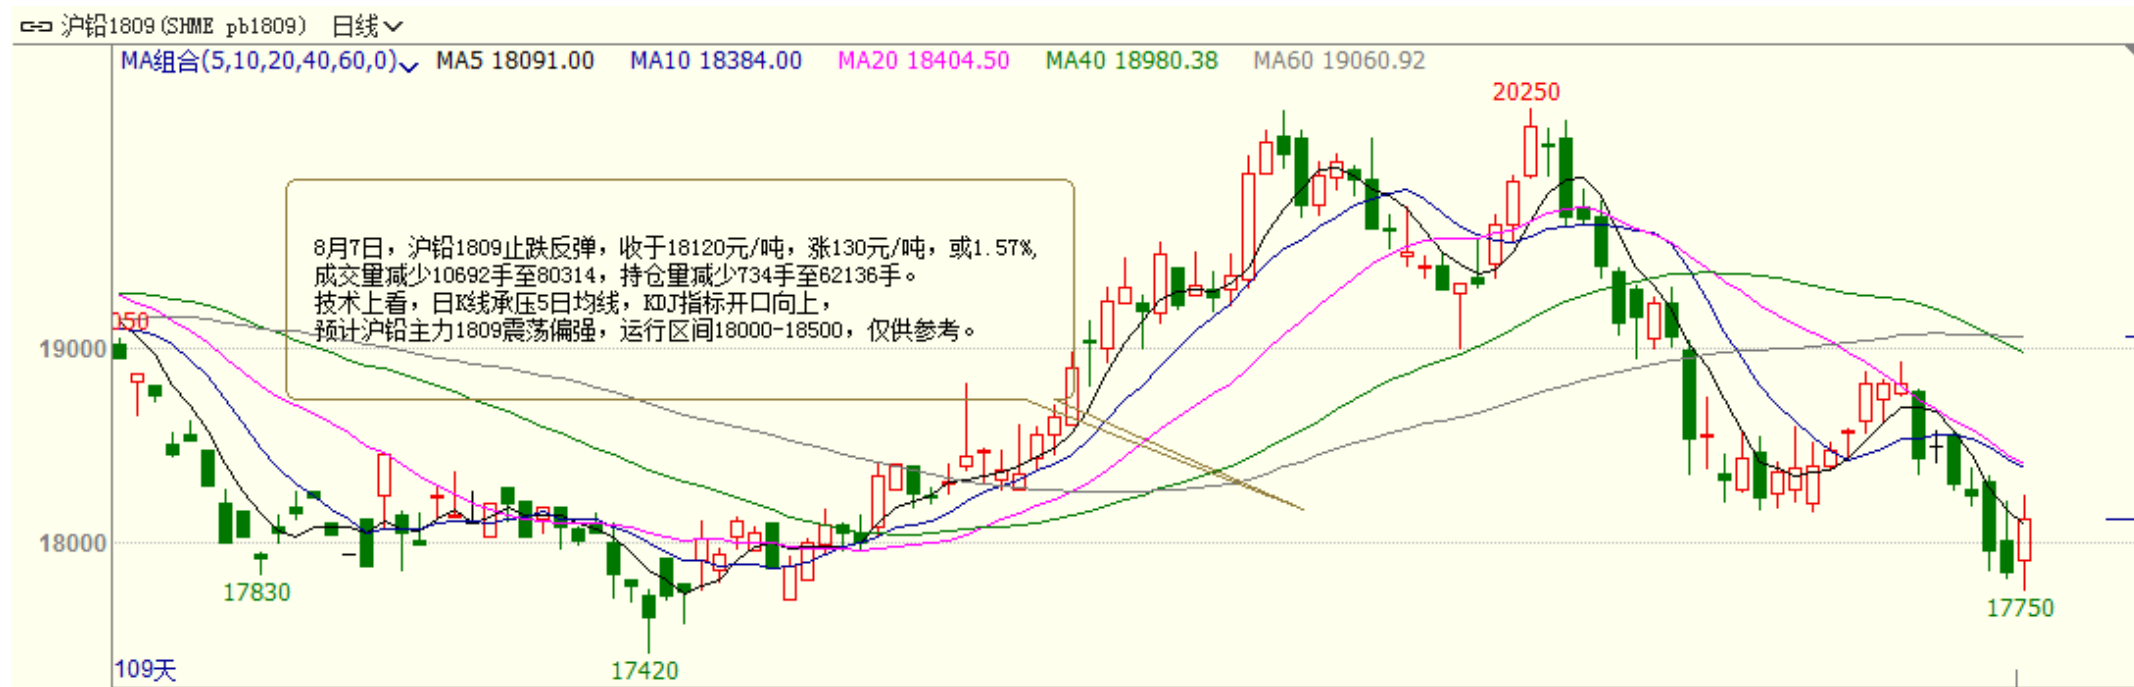 沪铅1809(SHME pb1809) 日线
MA组合(5,10,20,40,60,0) MA5 18091.00 MA10 18384.00 MA20 18404.50 MA40 18980.38 MA60 19060.92
20250
8月7日，沪铅1809止跌反弹，收于18120元/吨，涨130元/吨，或1.57%,
成交量减少10692手至80314，持仓量减少734手至62136手。
技术上看，日K线承压5日均线，KDJ指标开口向上，
预计沪铅主力1809震荡偏强，运行区间18000-18500，仅供参考。
050
19000
18000
17830
17750
17420
109天